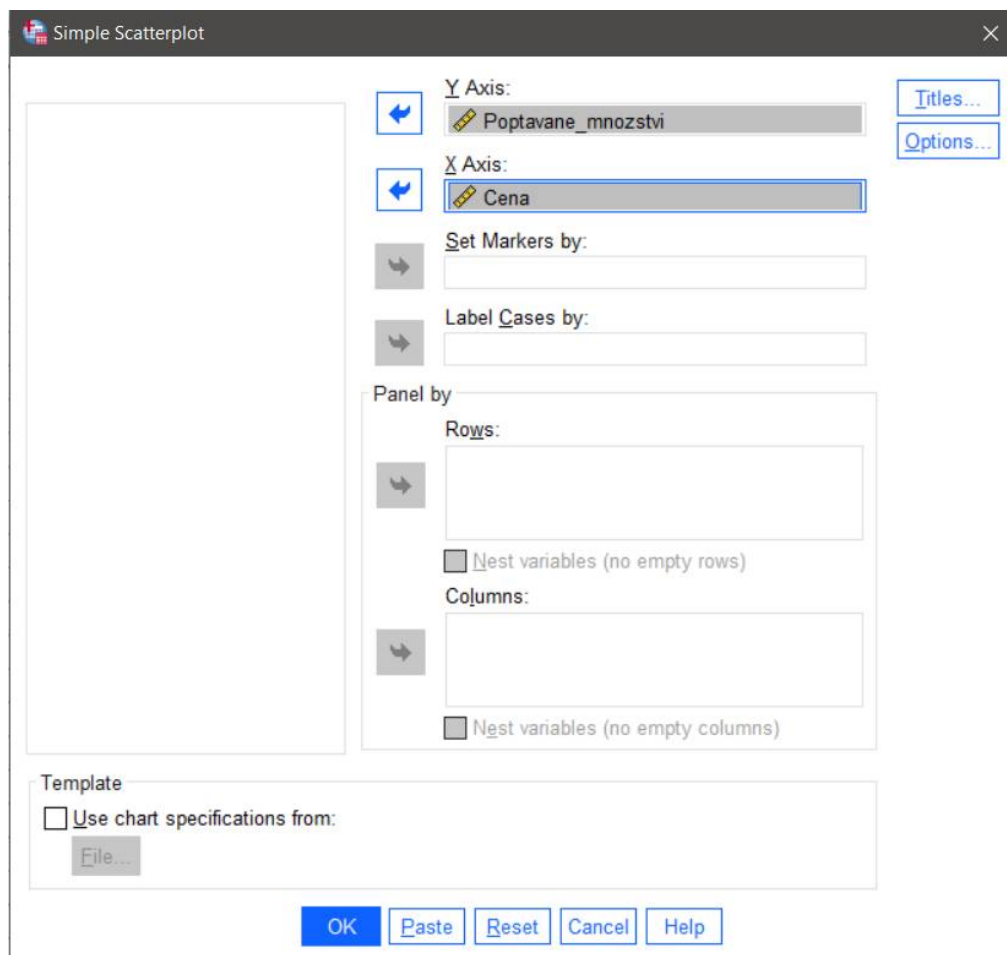 Simple Scatterplot
Y Axis:
Poptavane_mnozstvi
X Axis:
Cena
Set Markers by:
Label Cases by:
Panel by
Rows:
Nest variables (no empty rows)
Columns:
Nest variables (no empty columns)
Titles...
Options...
Template
Use chart specifications from:
File...
OK Paste Reset Cancel Help